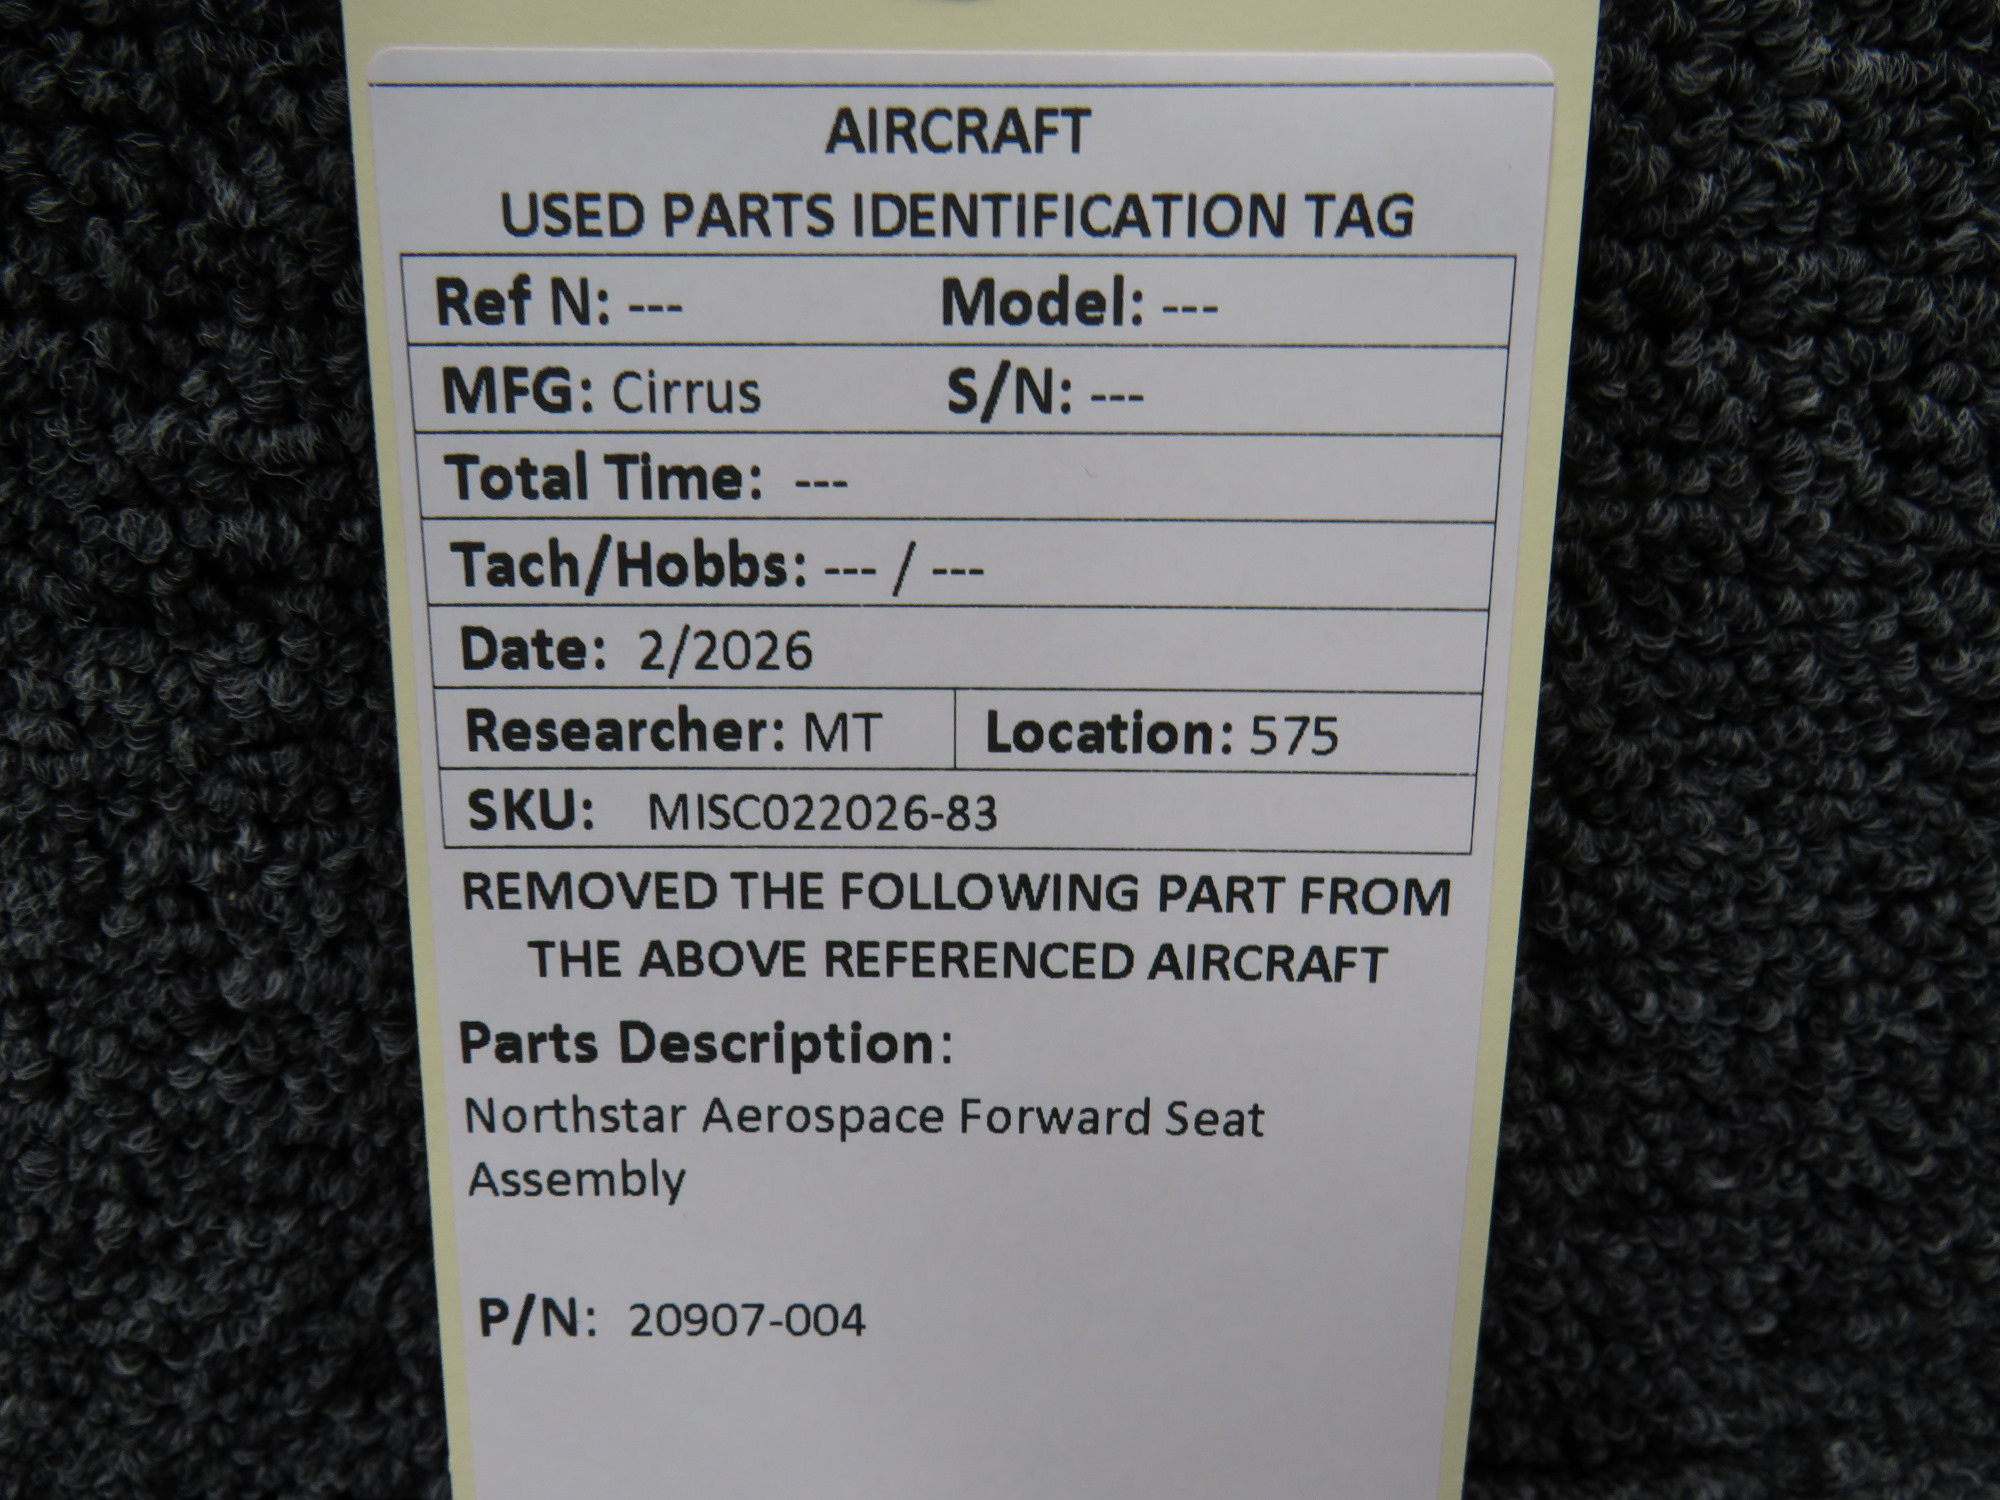 AIRCRAFT
USED PARTS IDENTIFICATION TAG
Ref N: --- Model: ---
MFG: Cirrus S/N: ---
Total Time: ---
Tach/Hobbs: --- / ---
Date: 2/2026
Researcher: MT Location: 575
SKU: MISC022026-83
REMOVED THE FOLLOWING PART FROM
THE ABOVE REFERENCED AIRCRAFT
Parts Description:
Northstar Aerospace Forward Seat
Assembly
P/N: 20907-004